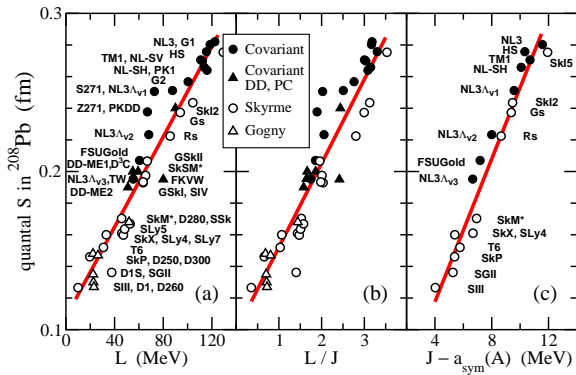 quantal S in ²⁰⁸Pb (fm)
0.3
0.2
0.1
NL3, G1
HS
TM1, NL-SV
NL-SH, PK1
G2
S271, NL3Λv1
Z271, PKDD
SkI2
Gs
NL3Λv2
Rs
FSUGold
GSkII
DD-ME1,D³C
SkSM*
NL3Λv3,TW
FKVW
DD-ME2
GSkI, SIV
SkM*, D280, SSk
SLy5
SkX, SLy4, SLy7
T6
SkP, D250, D300
D1S, SGII
SIII, D1, D260
(a)
0 40 80 120
L (MeV)
Covariant
Covariant
DD, PC
Skyrme
Gogny
(b)
0 1 2 3
L / J
NL3
HS
TM1
SkI5
NL-SH
NL3Λv1
SkI2
Gs
NL3Λv2
Rs
FSUGold
NL3Λv3
SkM*
SkX, SLy4
T6
SkP
SGII
SIII
(c)
4 8 12 16
J – asym(A) (MeV)